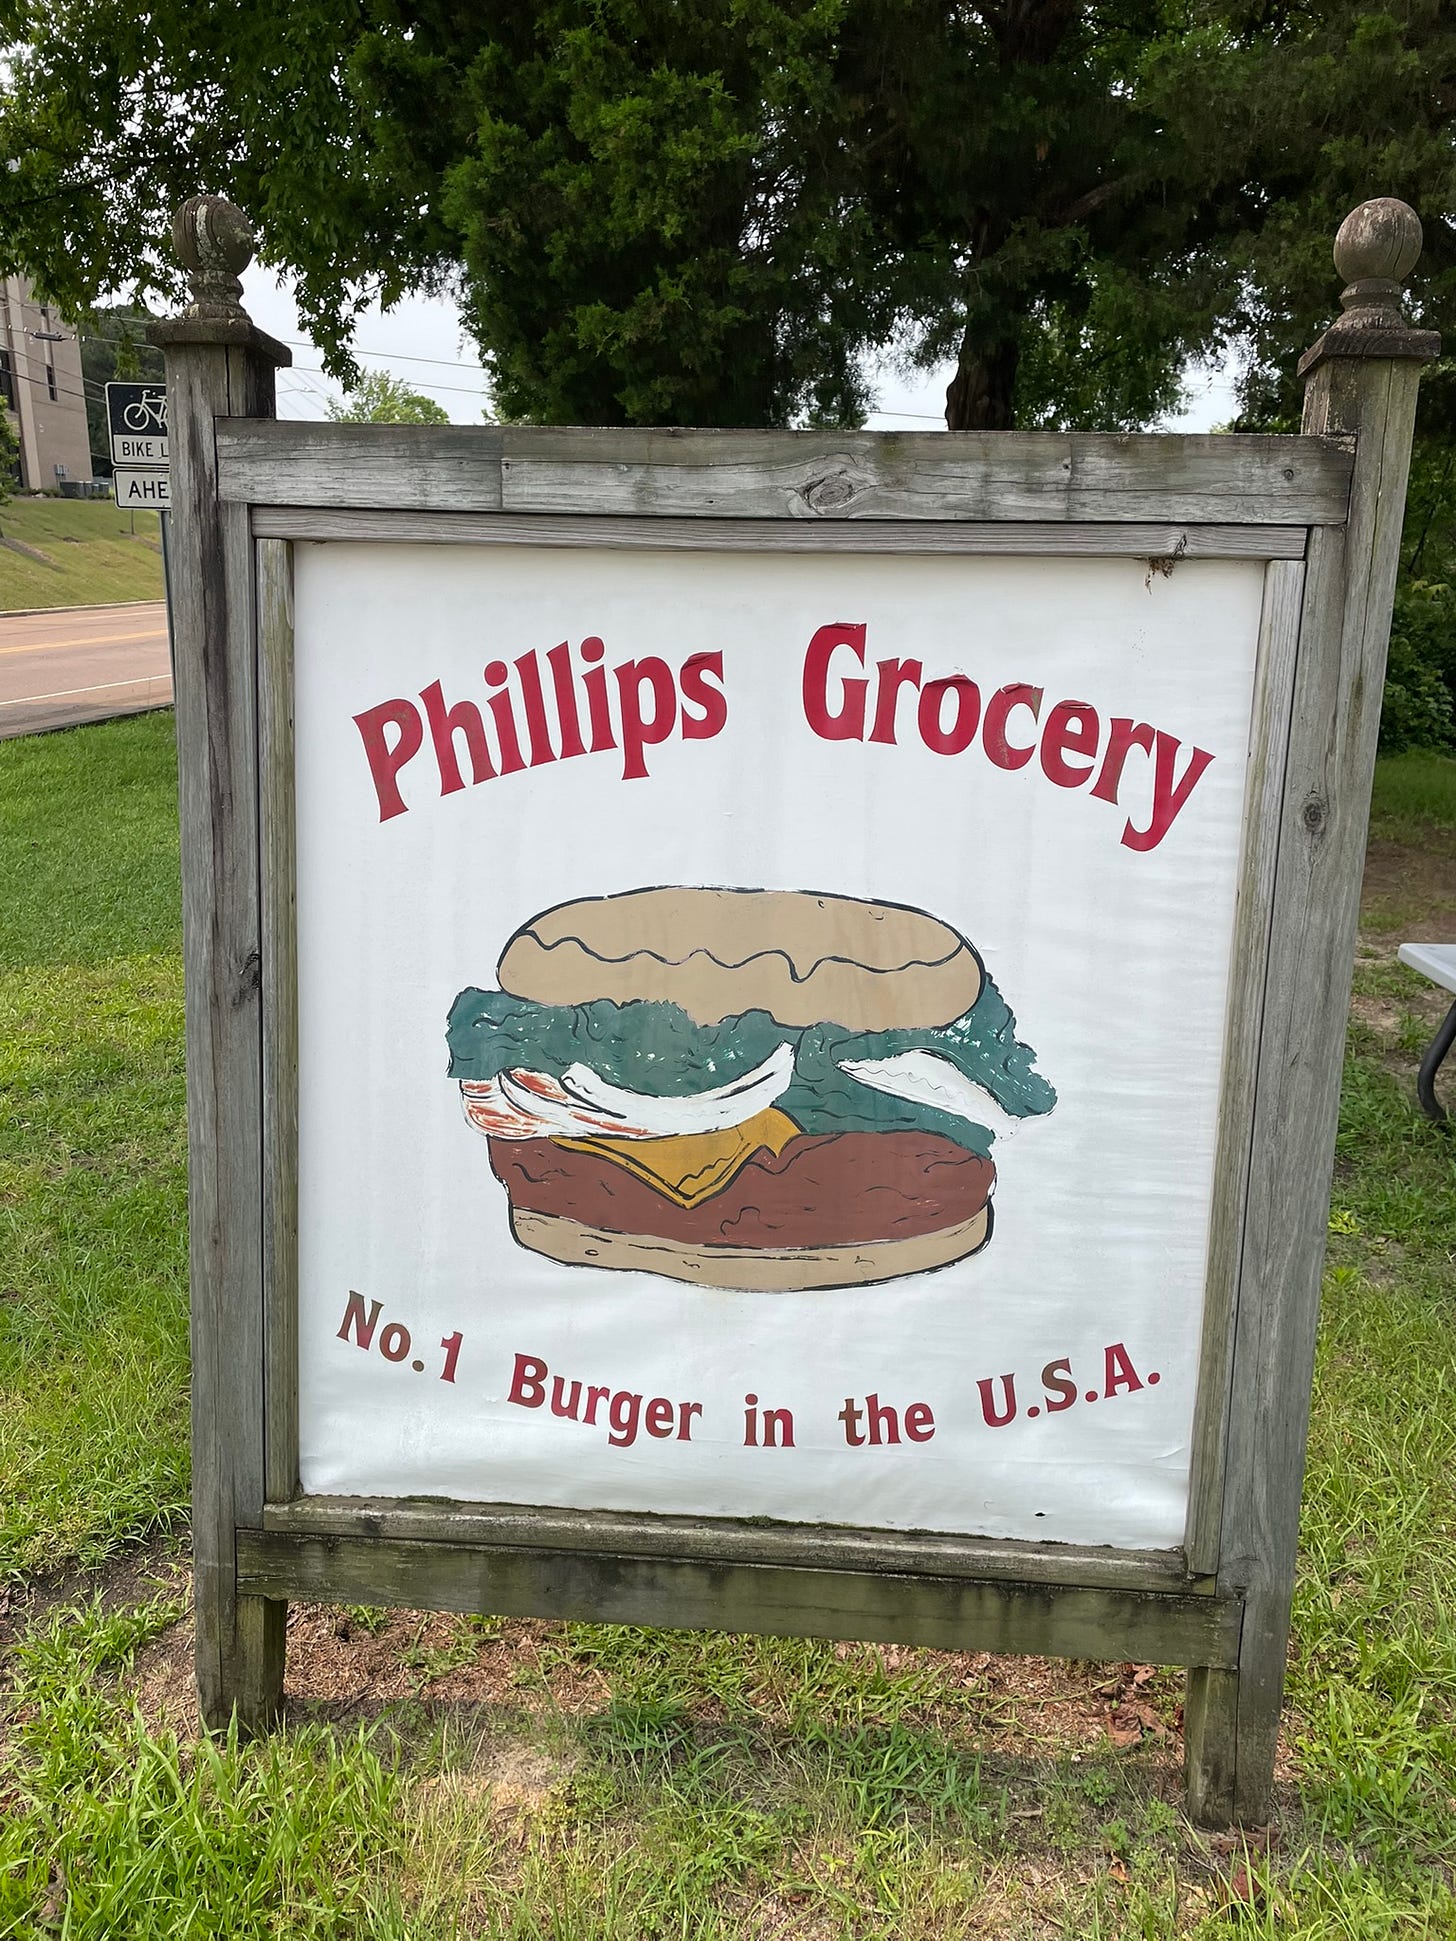 BIKE L
AHE
Phillips Grocery
No.1 Burger in the U.S.A.